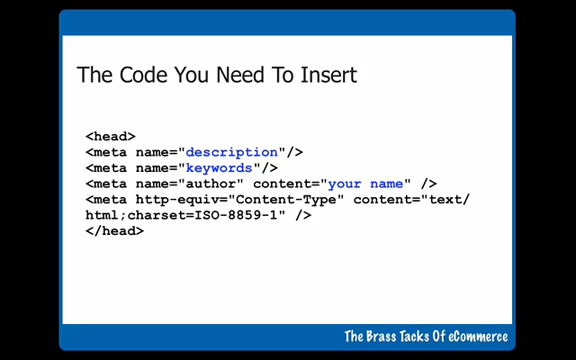 The Code You Need To Insert
<head>
<meta name="description"/>
<meta name="keywords"/>
<meta name="author" content="your name" />
<meta http-equiv="Content-Type" content="text/
html;charset=ISO-8859-1" />
</head>
The Brass Tacks Of eCommerce